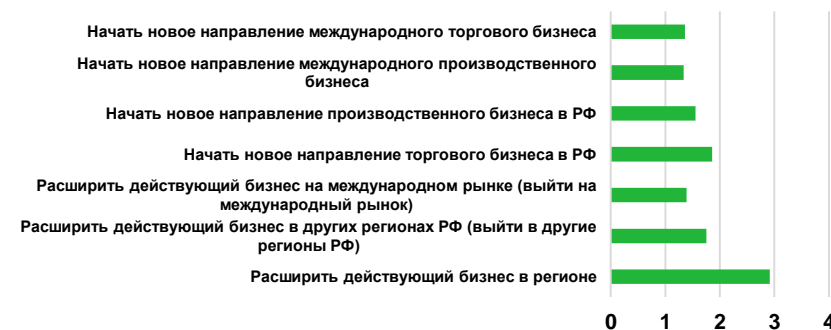 Начать новое направление международного торгового бизнеса
Начать новое направление международного производственного
бизнеса
Начать новое направление производственного бизнеса в РФ
Начать новое направление торгового бизнеса в РФ
Расширить действующий бизнес на международном рынке (выйти на
международный рынок)
Расширить действующий бизнес в других регионах РФ (выйти в другие
регионы РФ)
Расширить действующий бизнес в регионе
0 1 2 3 4